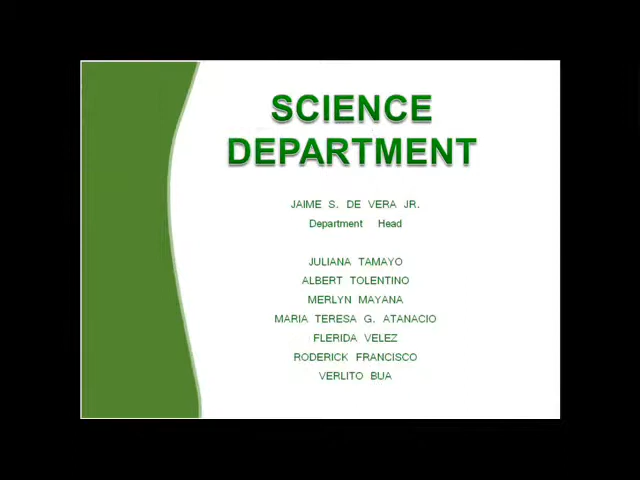 SCIENCE
DEPARTMENT
JAIME S. DE VERA JR.
Department Head
JULIANA TAMAYO
ALBERT TOLENTINO
MERLYN MAYANA
MARIA TERESA G. ATANACIO
FLERIDA VELEZ
RODERICK FRANCISCO
VERLITO BUA